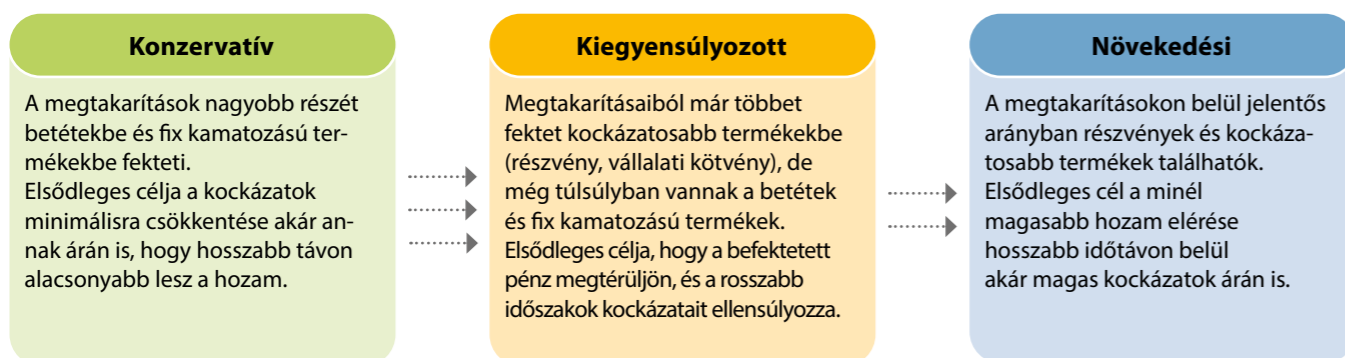 Konzervatív
A megtakarítások nagyobb részét
betétekbe és fix kamatozású ter-
mékekbe fekteti.
Elsődleges célja a kockázatok
minimálisra csökkentése akár an-
nak árán is, hogy hosszabb távon
alacsonyabb lesz a hozam.
Kiegyensúlyozott
Megtakarításaiból már többet
fektet kockázatosabb termékekbe
(részvény, vállalati kötvény), de
még túlsúlyban vannak a betétek
és fix kamatozású termékek.
Elsődleges célja, hogy a befektetett
pénz megtérüljön, és a rosszabb
időszakok kockázatait ellensúlyozza.
Növekedési
A megtakarításokon belül jelentős
arányban részvények és kocká-
zatosabb termékek találhatók.
Elsődleges cél a minél
magasabb hozam elérése
hosszabb időtávon belül
akár magas kockázatok árán is.